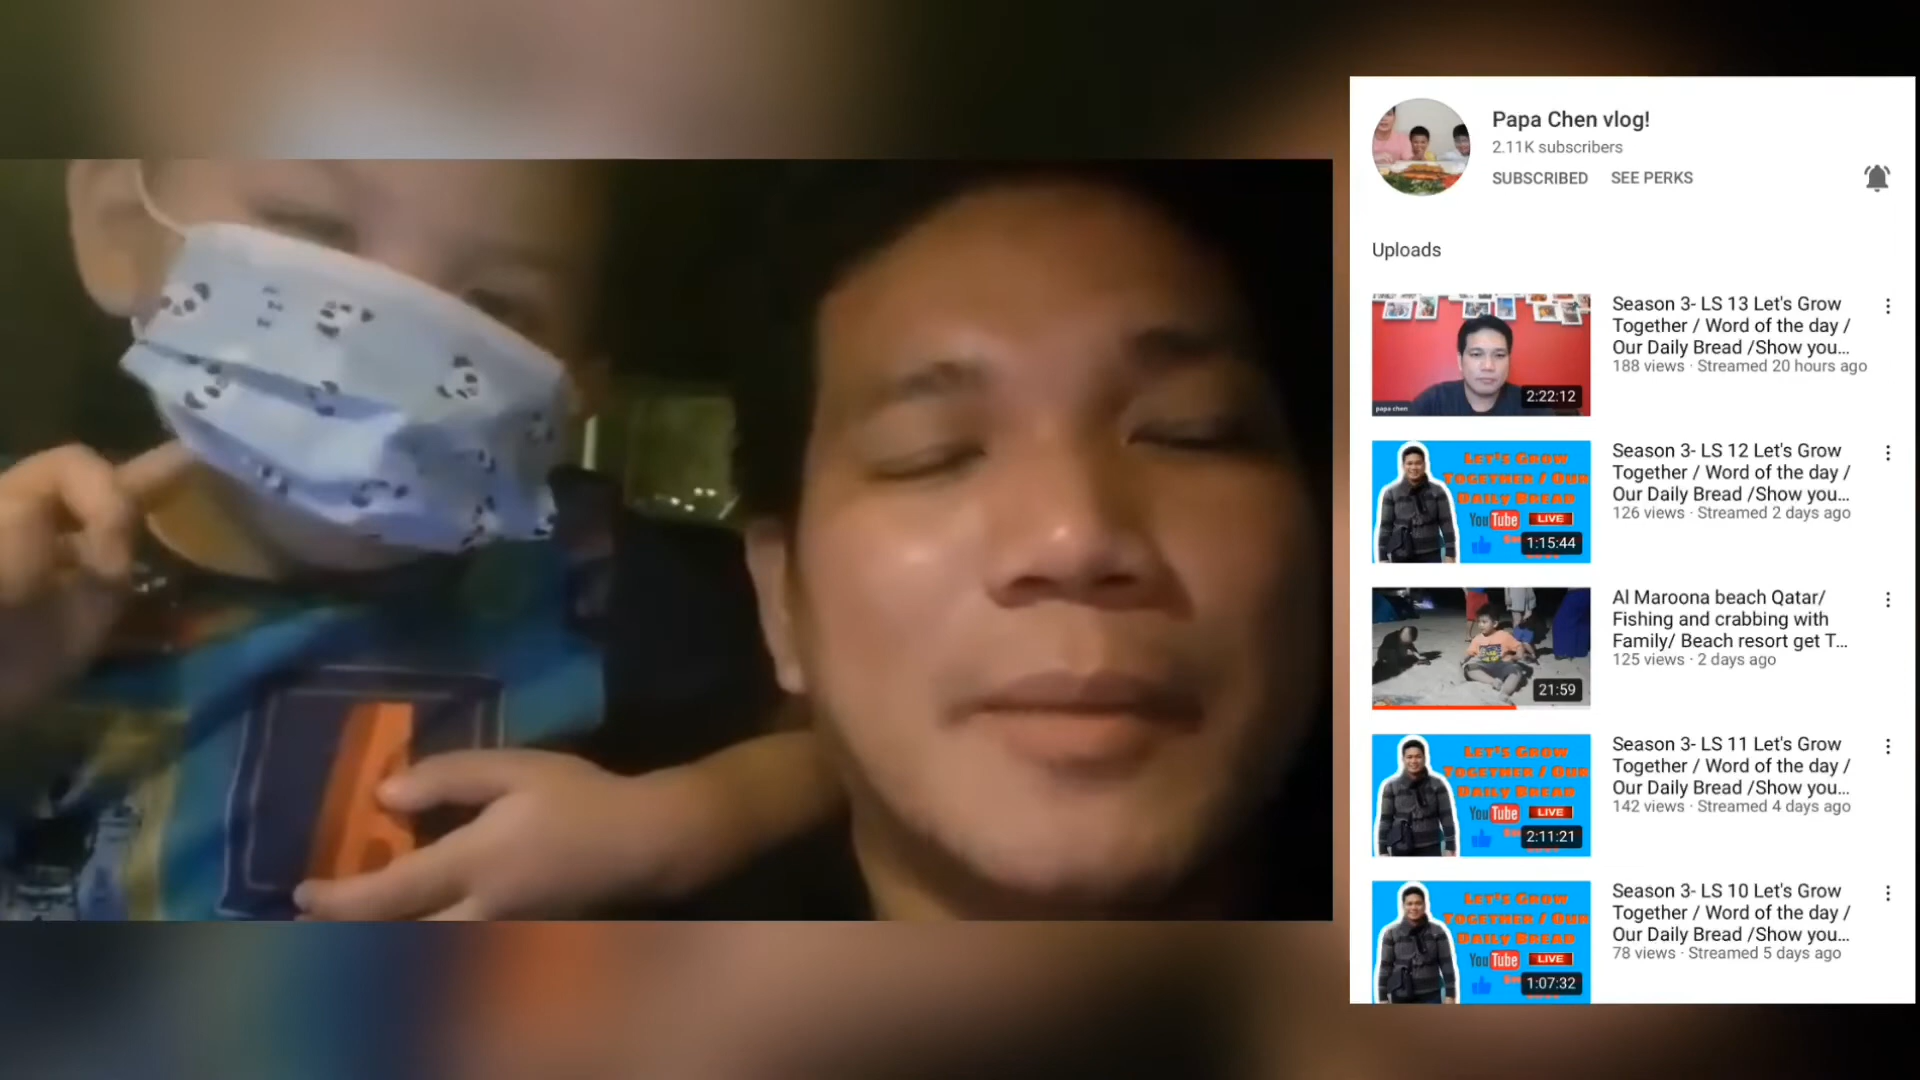 Papa Chen vlog!
2.11K subscribers
SUBSCRIBED SEE PERKS
Uploads
Season 3- LS 13 Let's Grow
Together / Word of the day /
Our Daily Bread /Show you...
188 views · Streamed 20 hours ago
papa chen
2:22:12
Season 3- LS 12 Let's Grow
Together / Word of the day /
Our Daily Bread /Show you...
126 views · Streamed 2 days ago
Let's Grow
Together / Our
Daily Bread
YouTube LIVE
1:15:44
Al Maroona beach Qatar/
Fishing and crabbing with
Family/ Beach resort get T...
125 views · 2 days ago
21:59
Season 3- LS 11 Let's Grow
Together / Word of the day /
Our Daily Bread /Show you...
142 views · Streamed 4 days ago
Let's Grow
Together / Our
Daily Bread
YouTube LIVE
2:11:21
Season 3- LS 10 Let's Grow
Together / Word of the day /
Our Daily Bread /Show you...
78 views · Streamed 5 days ago
Let's Grow
Together / Our
Daily Bread
YouTube LIVE
1:07:32